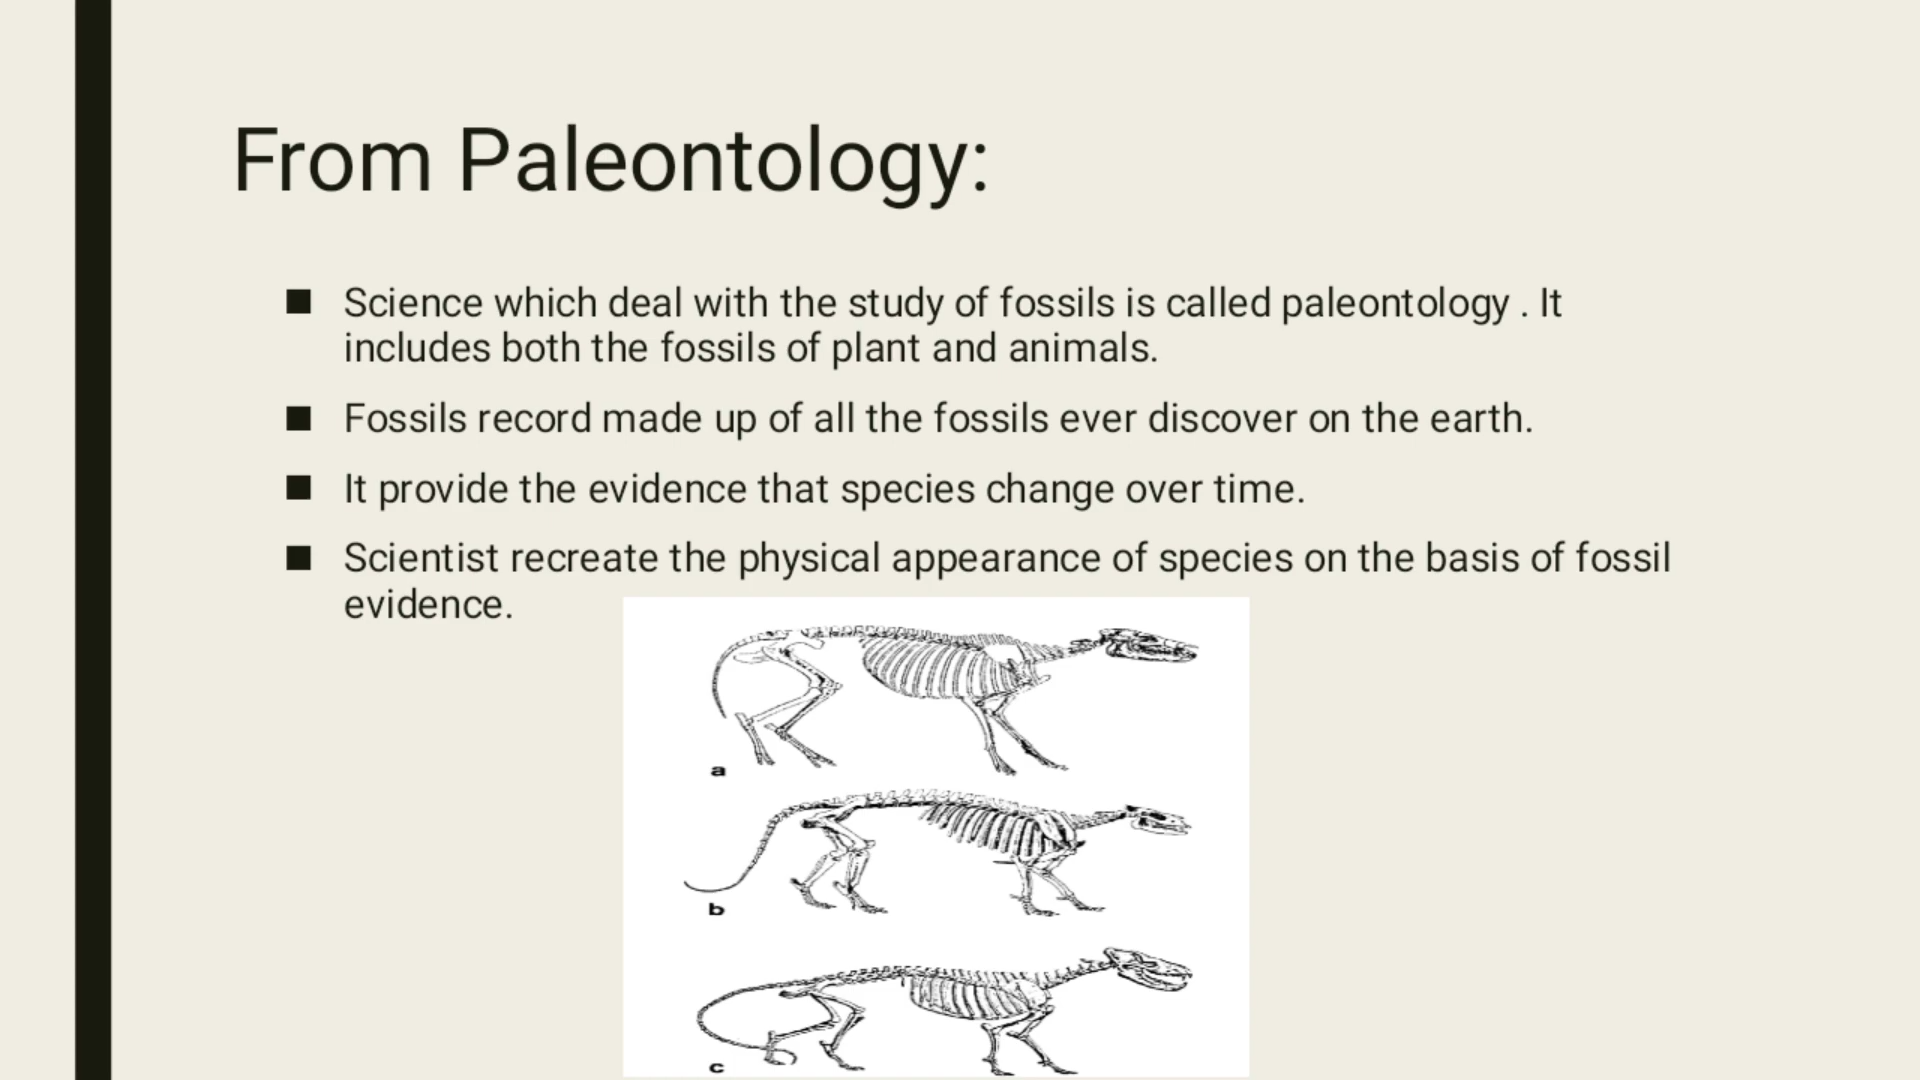 From Paleontology:
■ Science which deal with the study of fossils is called paleontology . It
includes both the fossils of plant and animals.
■ Fossils record made up of all the fossils ever discover on the earth.
■ It provide the evidence that species change over time.
■ Scientist recreate the physical appearance of species on the basis of fossil
evidence.
a
b
c